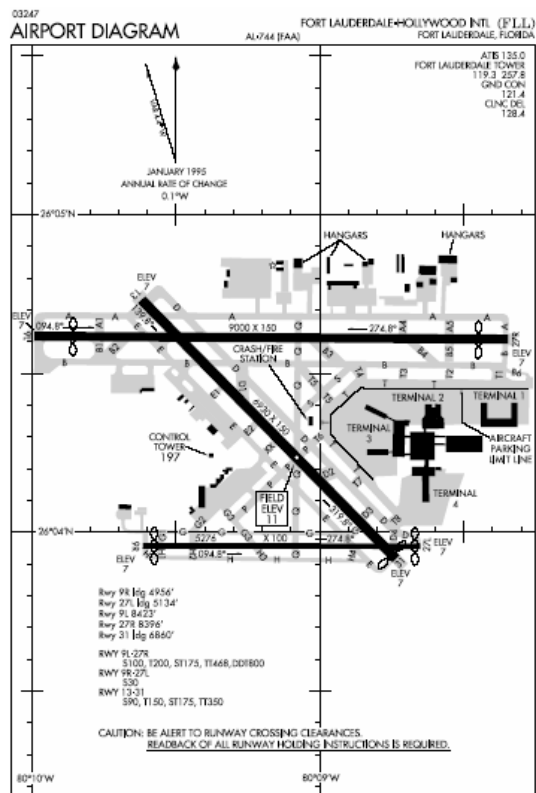 03247
AIRPORT DIAGRAM
AL-744 (FAA)
FORT LAUDERDALE-HOLLYWOOD INTL (FLL)
FORT LAUDERDALE, FLORIDA
ATIS 135.0
FORT LAUDERDALE TOWER
119.3 257.8
GND CON
121.4
CLNC DEL
128.4
JANUARY 1995
ANNUAL RATE OF CHANGE
0.1°W
26°05'N
HANGARS
HANGARS
ELEV
7
ELEV
7
094.8°
9000 X 150
274.8°
27R
ELEV
7
CRASH/FIRE
STATION
6930 X 150
TERMINAL 2
TERMINAL 1
TERMINAL
3
AIRCRAFT
PARKING
LIMIT LINE
CONTROL
TOWER
197
TERMINAL
4
FIELD
ELEV
11
319.8°
26°04'N
5276 X 100
094.8°
274.8°
27L
ELEV
7
ELEV
7
ELEV
7
Rwy 9R ldg 4956'
Rwy 27L ldg 5134'
Rwy 9L 8423'
Rwy 27R 8396'
Rwy 31 ldg 6860'
RWY 9L-27R
S100, T200, ST175, TT468, DDT800
RWY 9R-27L
S30
RWY 13-31
S90, T150, ST175, TT350
CAUTION: BE ALERT TO RUNWAY CROSSING CLEARANCES.
READBACK OF ALL RUNWAY HOLDING INSTRUCTIONS IS REQUIRED.
80°10'W
80°09'W